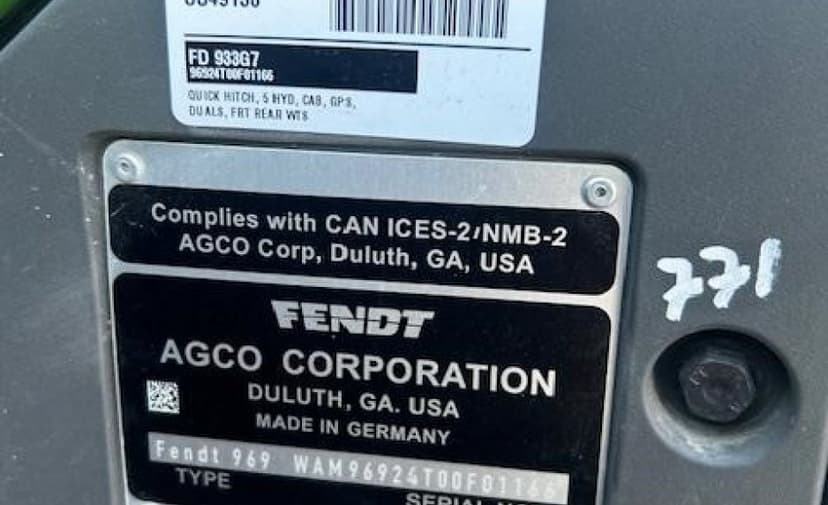 FD 933G7
96924T00F01166
QUICK HITCH, 5 HYD, CAB, GPS,
DUALS, FRT REAR WTS
Complies with CAN ICES-2/NMB-2
AGCO Corp, Duluth, GA, USA
771
FENDT
AGCO CORPORATION
DULUTH, GA. USA
MADE IN GERMANY
Fendt 969 WAM96924T00F01166
TYPE SERIAL